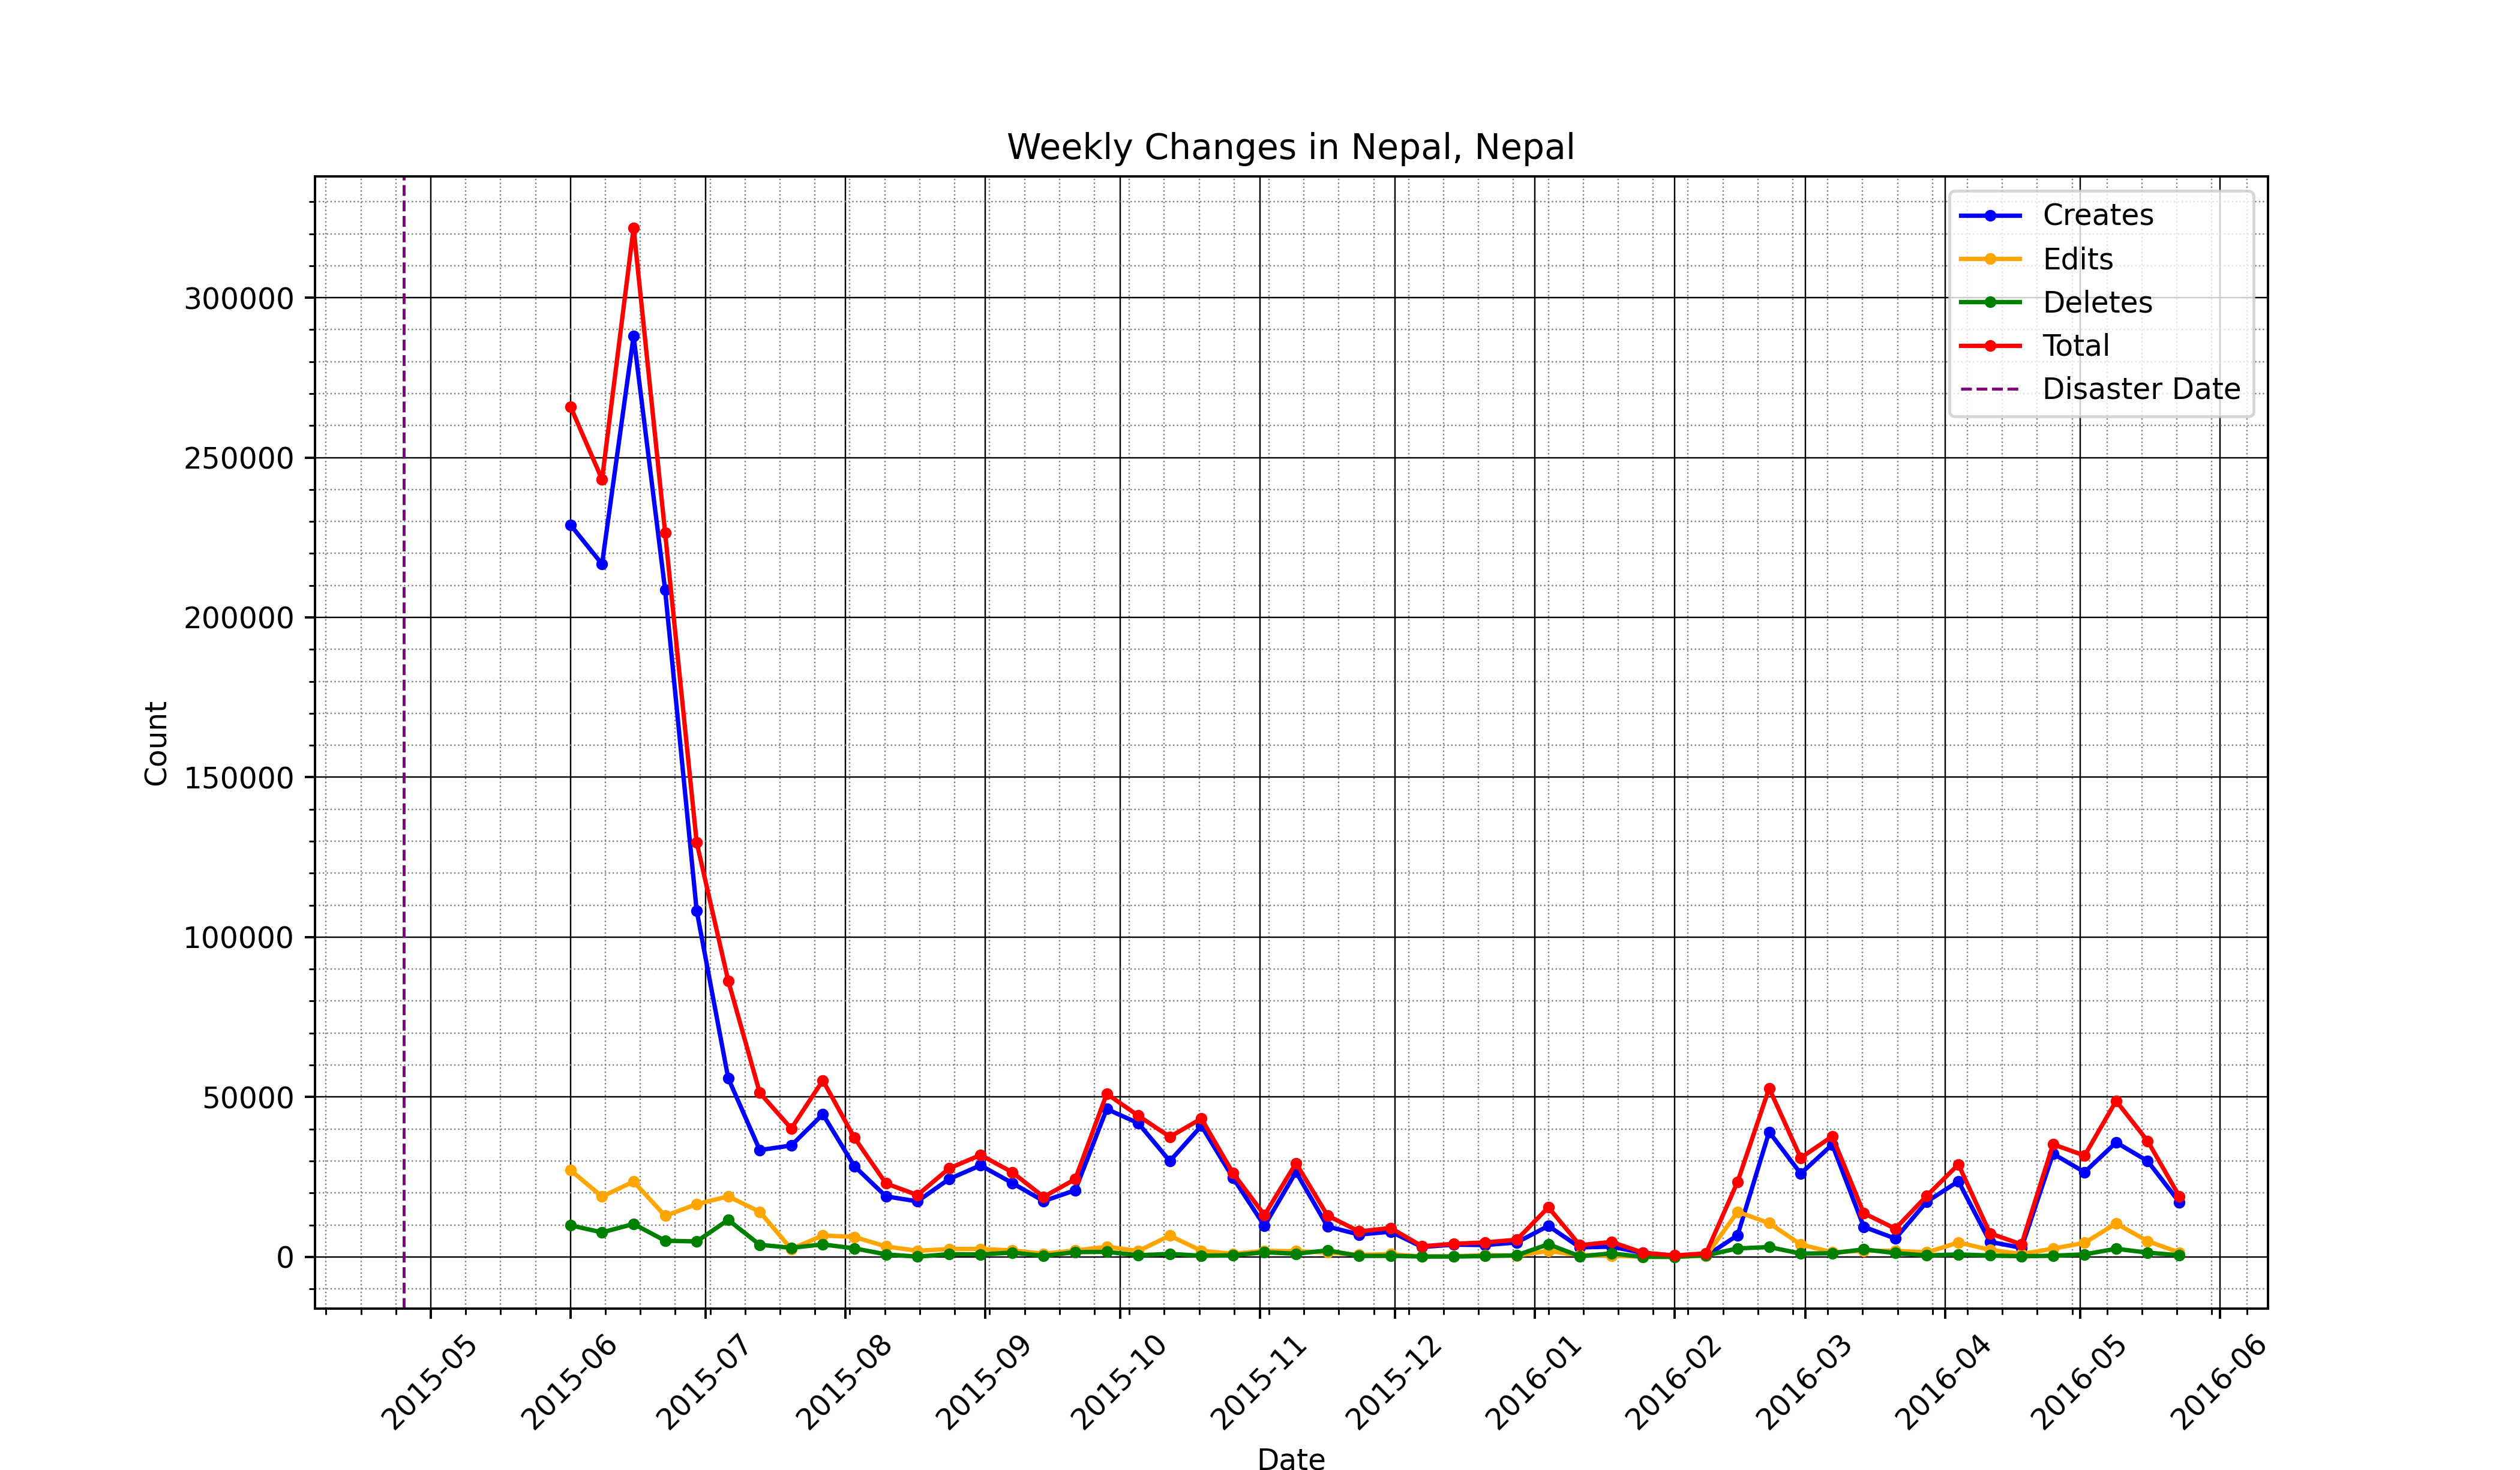 Weekly Changes in Nepal, Nepal
Creates
Edits
Deletes
Total
Disaster Date
300000
250000
200000
150000
100000
50000
0
Count
2015-05
2015-06
2015-07
2015-08
2015-09
2015-10
2015-11
2015-12
2016-01
2016-02
2016-03
2016-04
2016-05
2016-06
Date